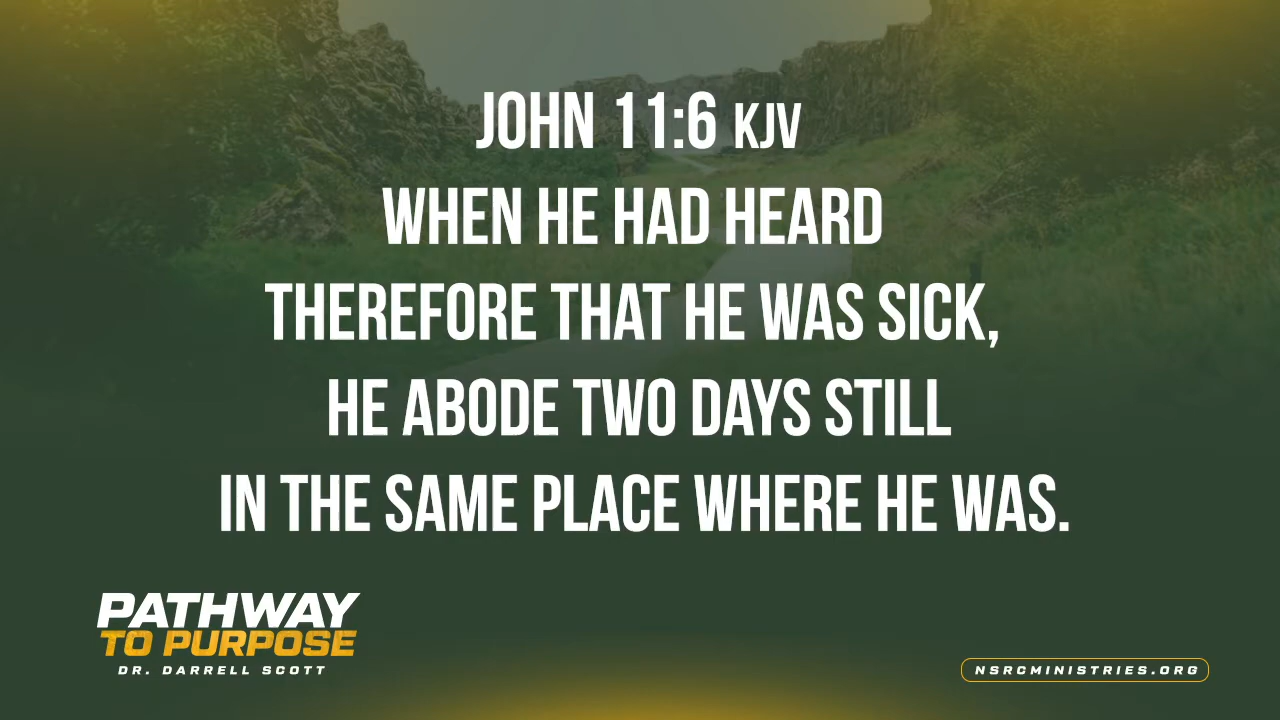 JOHN 11:6 KJV
WHEN HE HAD HEARD
THEREFORE THAT HE WAS SICK,
HE ABODE TWO DAYS STILL
IN THE SAME PLACE WHERE HE WAS.
PATHWAY
TO PURPOSE
DR. DARRELL SCOTT
NSRCMINISTRIES.ORG